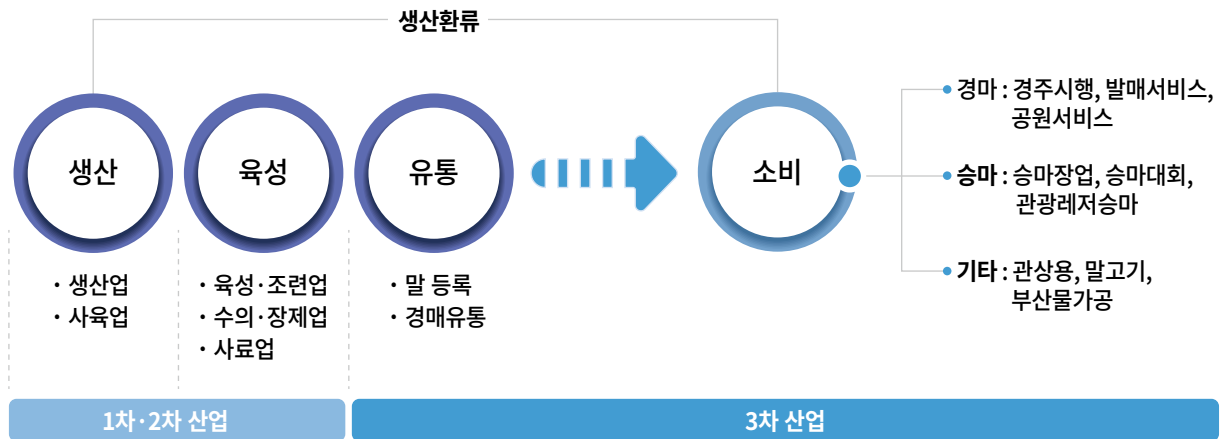 생산환류
생산
육성
유통
소비
· 생산업
· 사육업
· 육성·조련업
· 수의·장제업
· 사료업
· 말 등록
· 경매유통
경마 : 경주시행, 발매서비스,
공원서비스
승마 : 승마장업, 승마대회,
관광레저승마
기타 : 관상용, 말고기,
부산물가공
1차·2차 산업
3차 산업